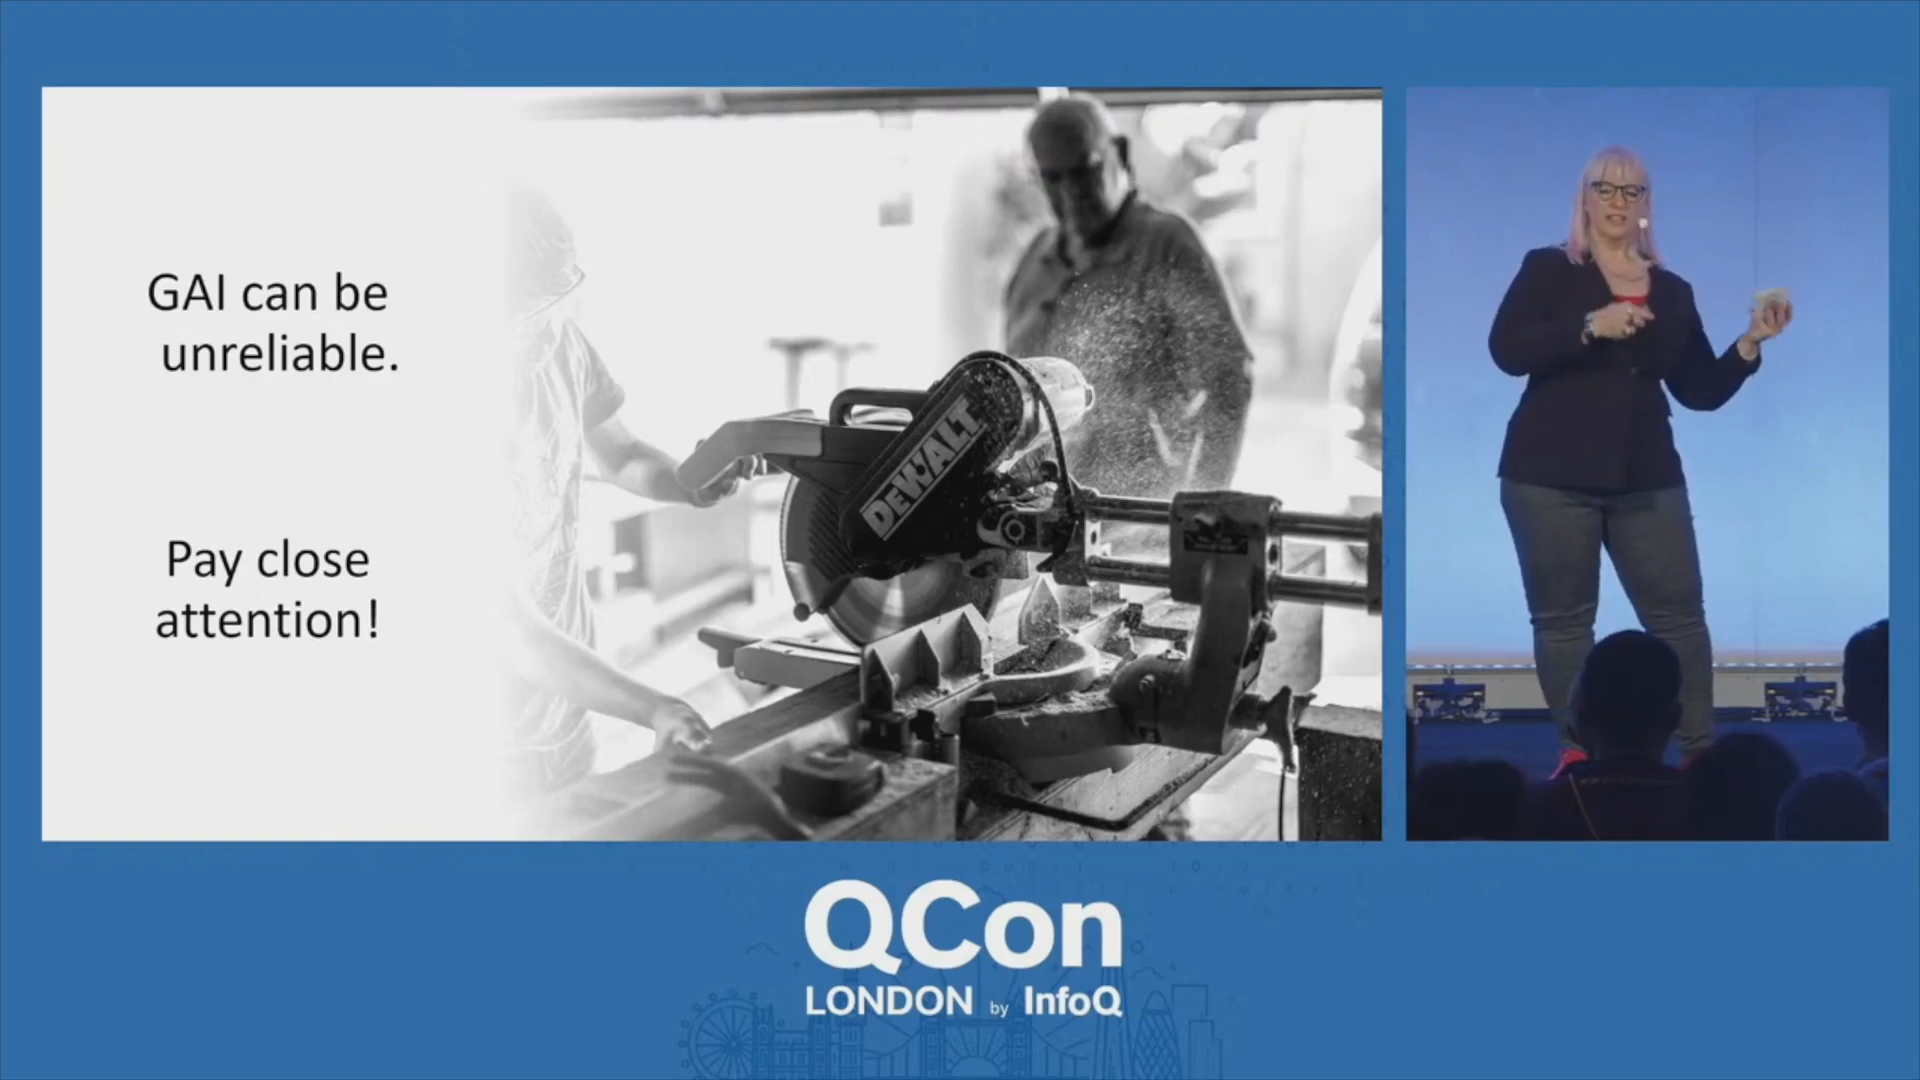 GAI can be
unreliable.
Pay close
attention!
DEWALT
QCon
LONDON by InfoQ